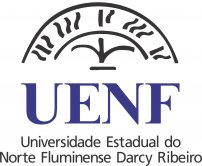 UENF
Universidade Estadual do
Norte Fluminense Darcy Ribeiro